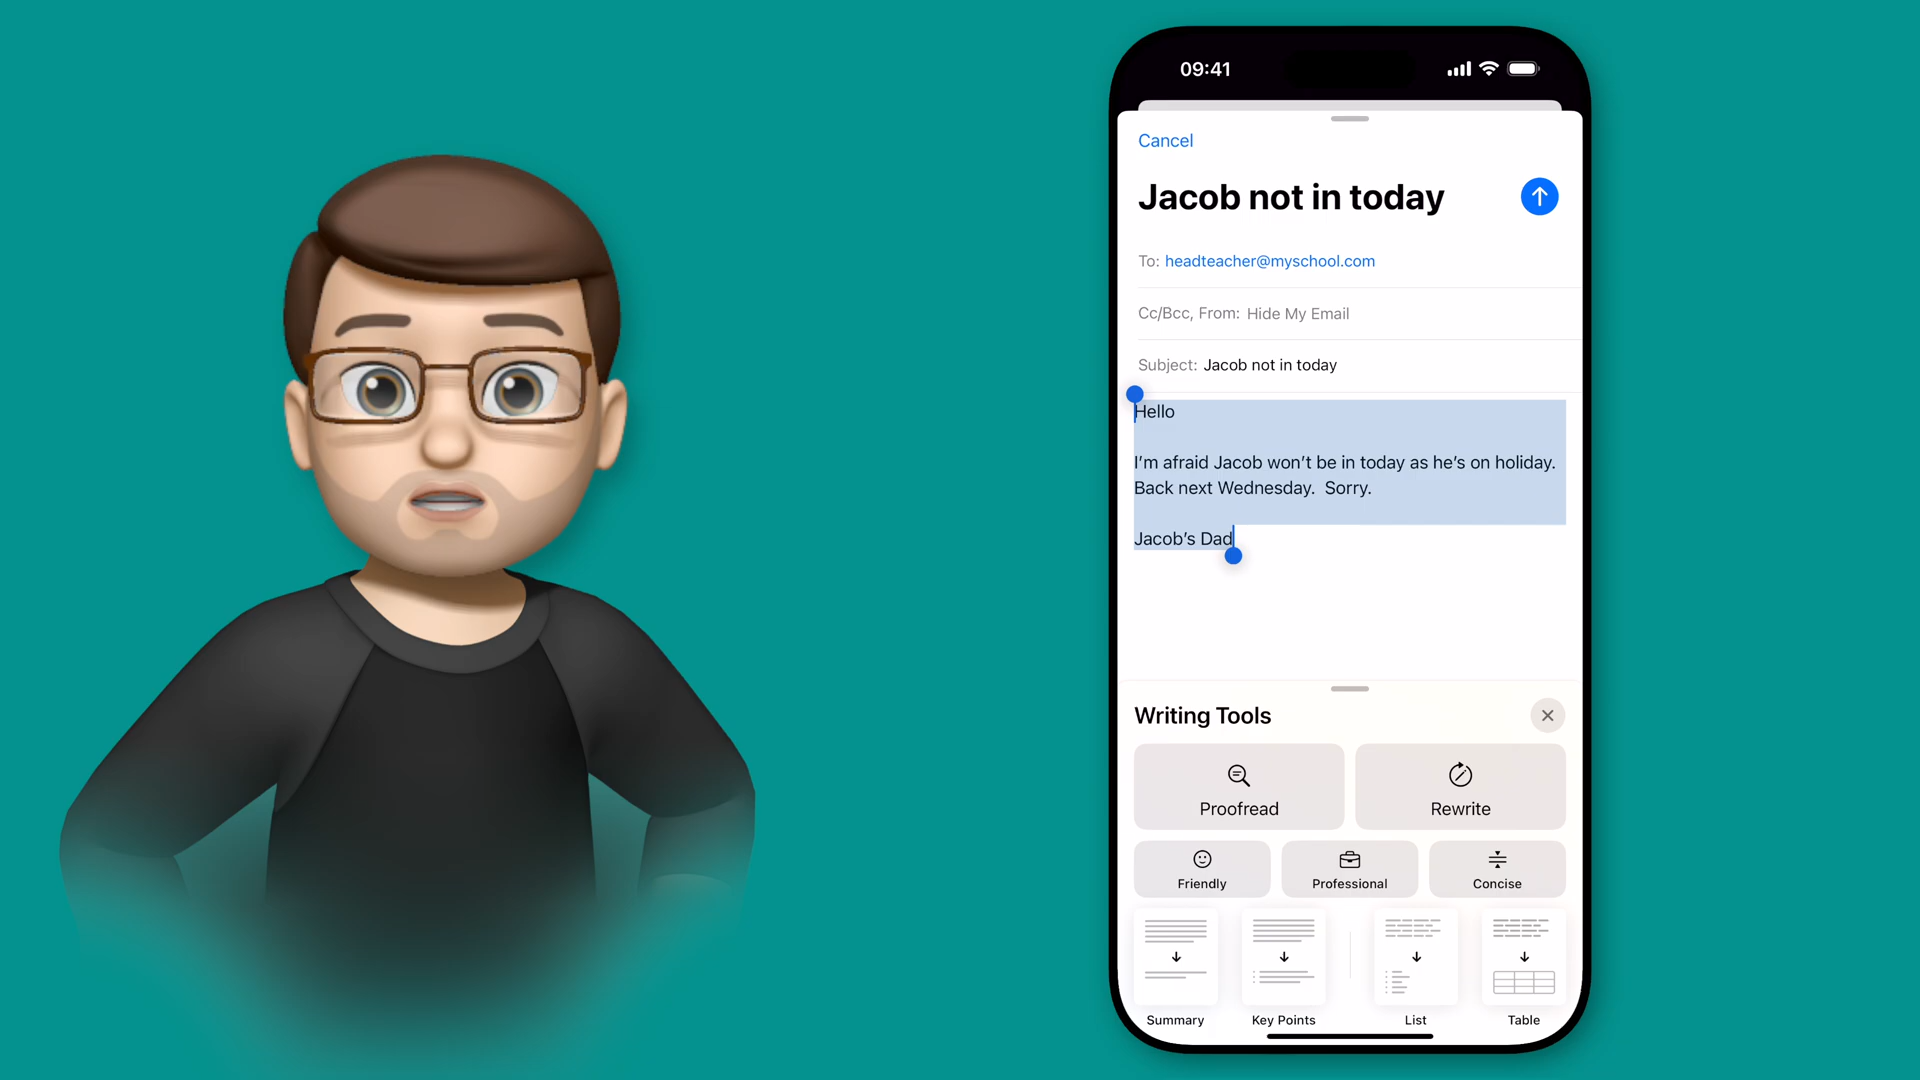 09:41
Cancel
Jacob not in today
To: headteacher@myschool.com
Cc/Bcc, From: Hide My Email
Subject: Jacob not in today
Hello
I'm afraid Jacob won't be in today as he's on holiday.
Back next Wednesday.  Sorry.
Jacob's Dad
Writing Tools
Proofread Rewrite
Friendly Professional Concise
Summary Key Points List Table